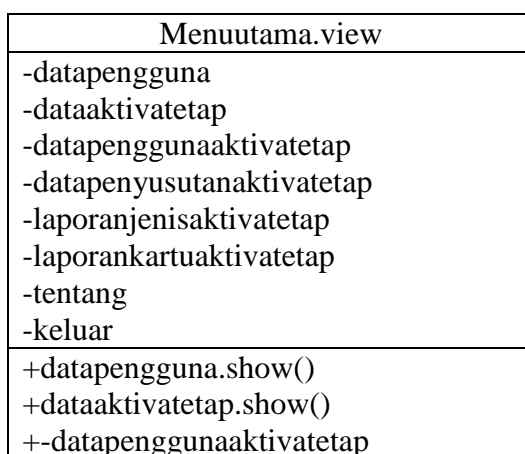 Menuutama.view
-datapengguna
-dataaktivatetap
-datapenggunaaktivatetap
-datapenyusutanaktivatetap
-laporanjenisaktivatetap
-laporankartuaktivatetap
-tentang
-keluar
+datapengguna.show()
+dataaktivatetap.show()
+-datapenggunaaktivatetap